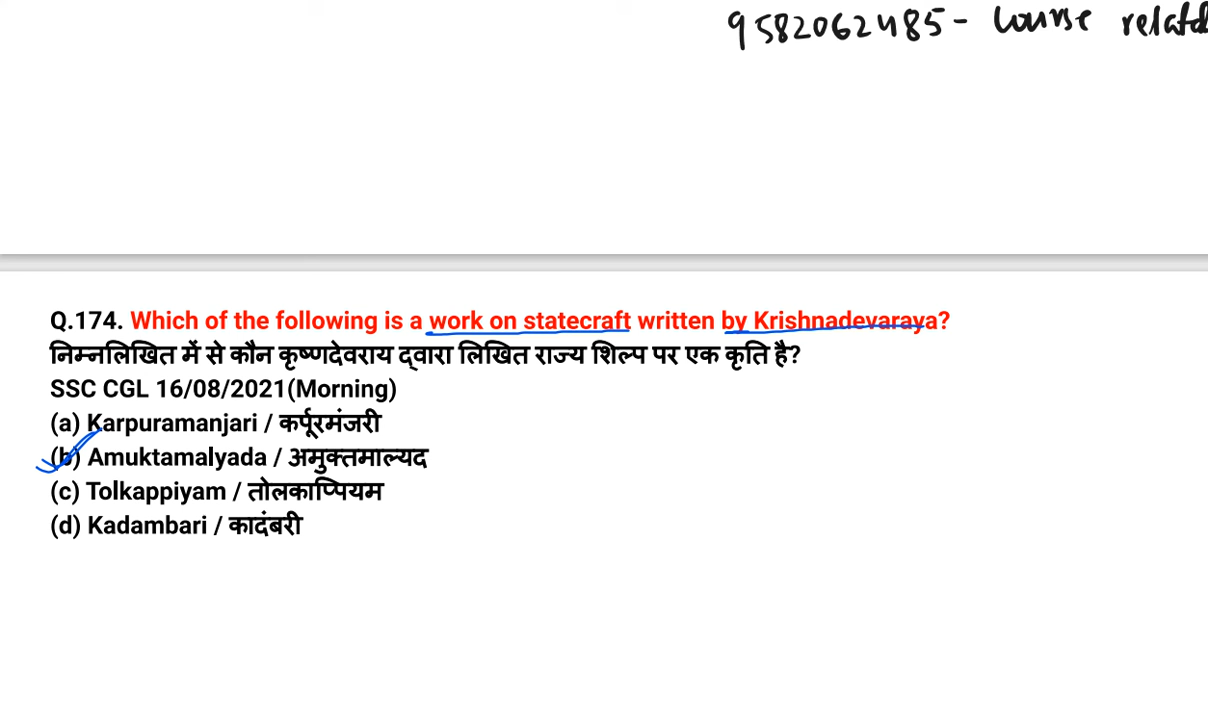 9582062485 - course related
Q.174. Which of the following is a work on statecraft written by Krishnadevaraya?
निम्नलिखित में से कौन कृष्णदेवराय द्वारा लिखित राज्य शिल्प पर एक कृति है?
SSC CGL 16/08/2021(Morning)
(a) Karpuramanjari / कर्पूरमंजरी
(b) Amuktamalyada / अमुक्तमाल्यद
(c) Tolkappiyam / तोलकाप्पियम
(d) Kadambari / कादंबरी